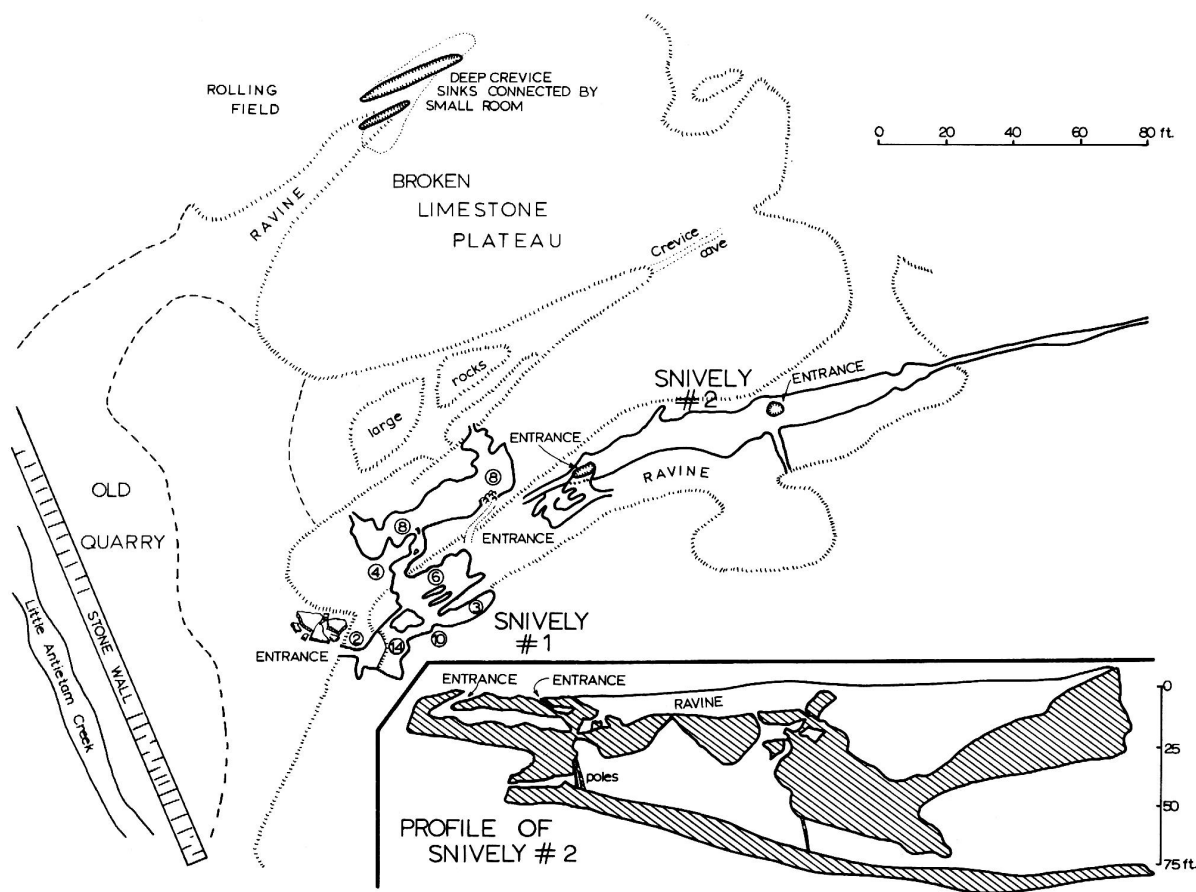 ROLLING
FIELD
DEEP CREVICE
SINKS CONNECTED BY
SMALL ROOM
0 20 40 60 80 ft.
RAVINE
BROKEN
LIMESTONE
PLATEAU
Crevice
cave
large
rocks
SNIVELY
#2
ENTRANCE
ENTRANCE
RAVINE
ENTRANCE
OLD
QUARRY
STONE WALL
Little Antietam Creek
8
8
4
6
3
2
14
10
ENTRANCE
SNIVELY
#1
ENTRANCE
ENTRANCE
RAVINE
poles
0
25
50
75 ft.
PROFILE OF
SNIVELY #2